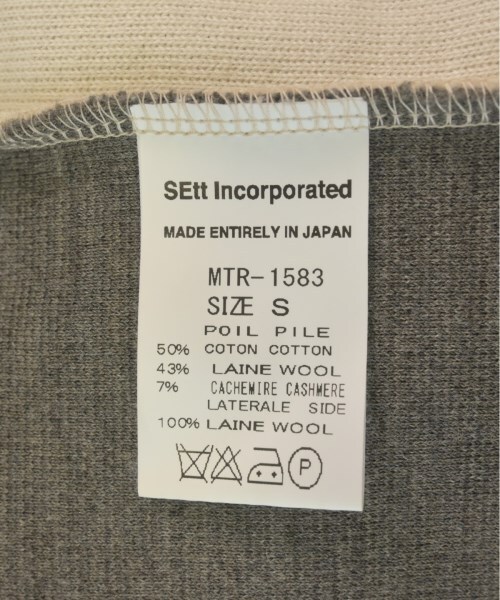 SEtt Incorporated
MADE ENTIRELY IN JAPAN
MTR-1583
SIZE S
POIL PILE
50% COTON COTTON
43% LAINE WOOL
7% CACHEMIRE CASHMERE
LATERALE SIDE
100% LAINE WOOL
P